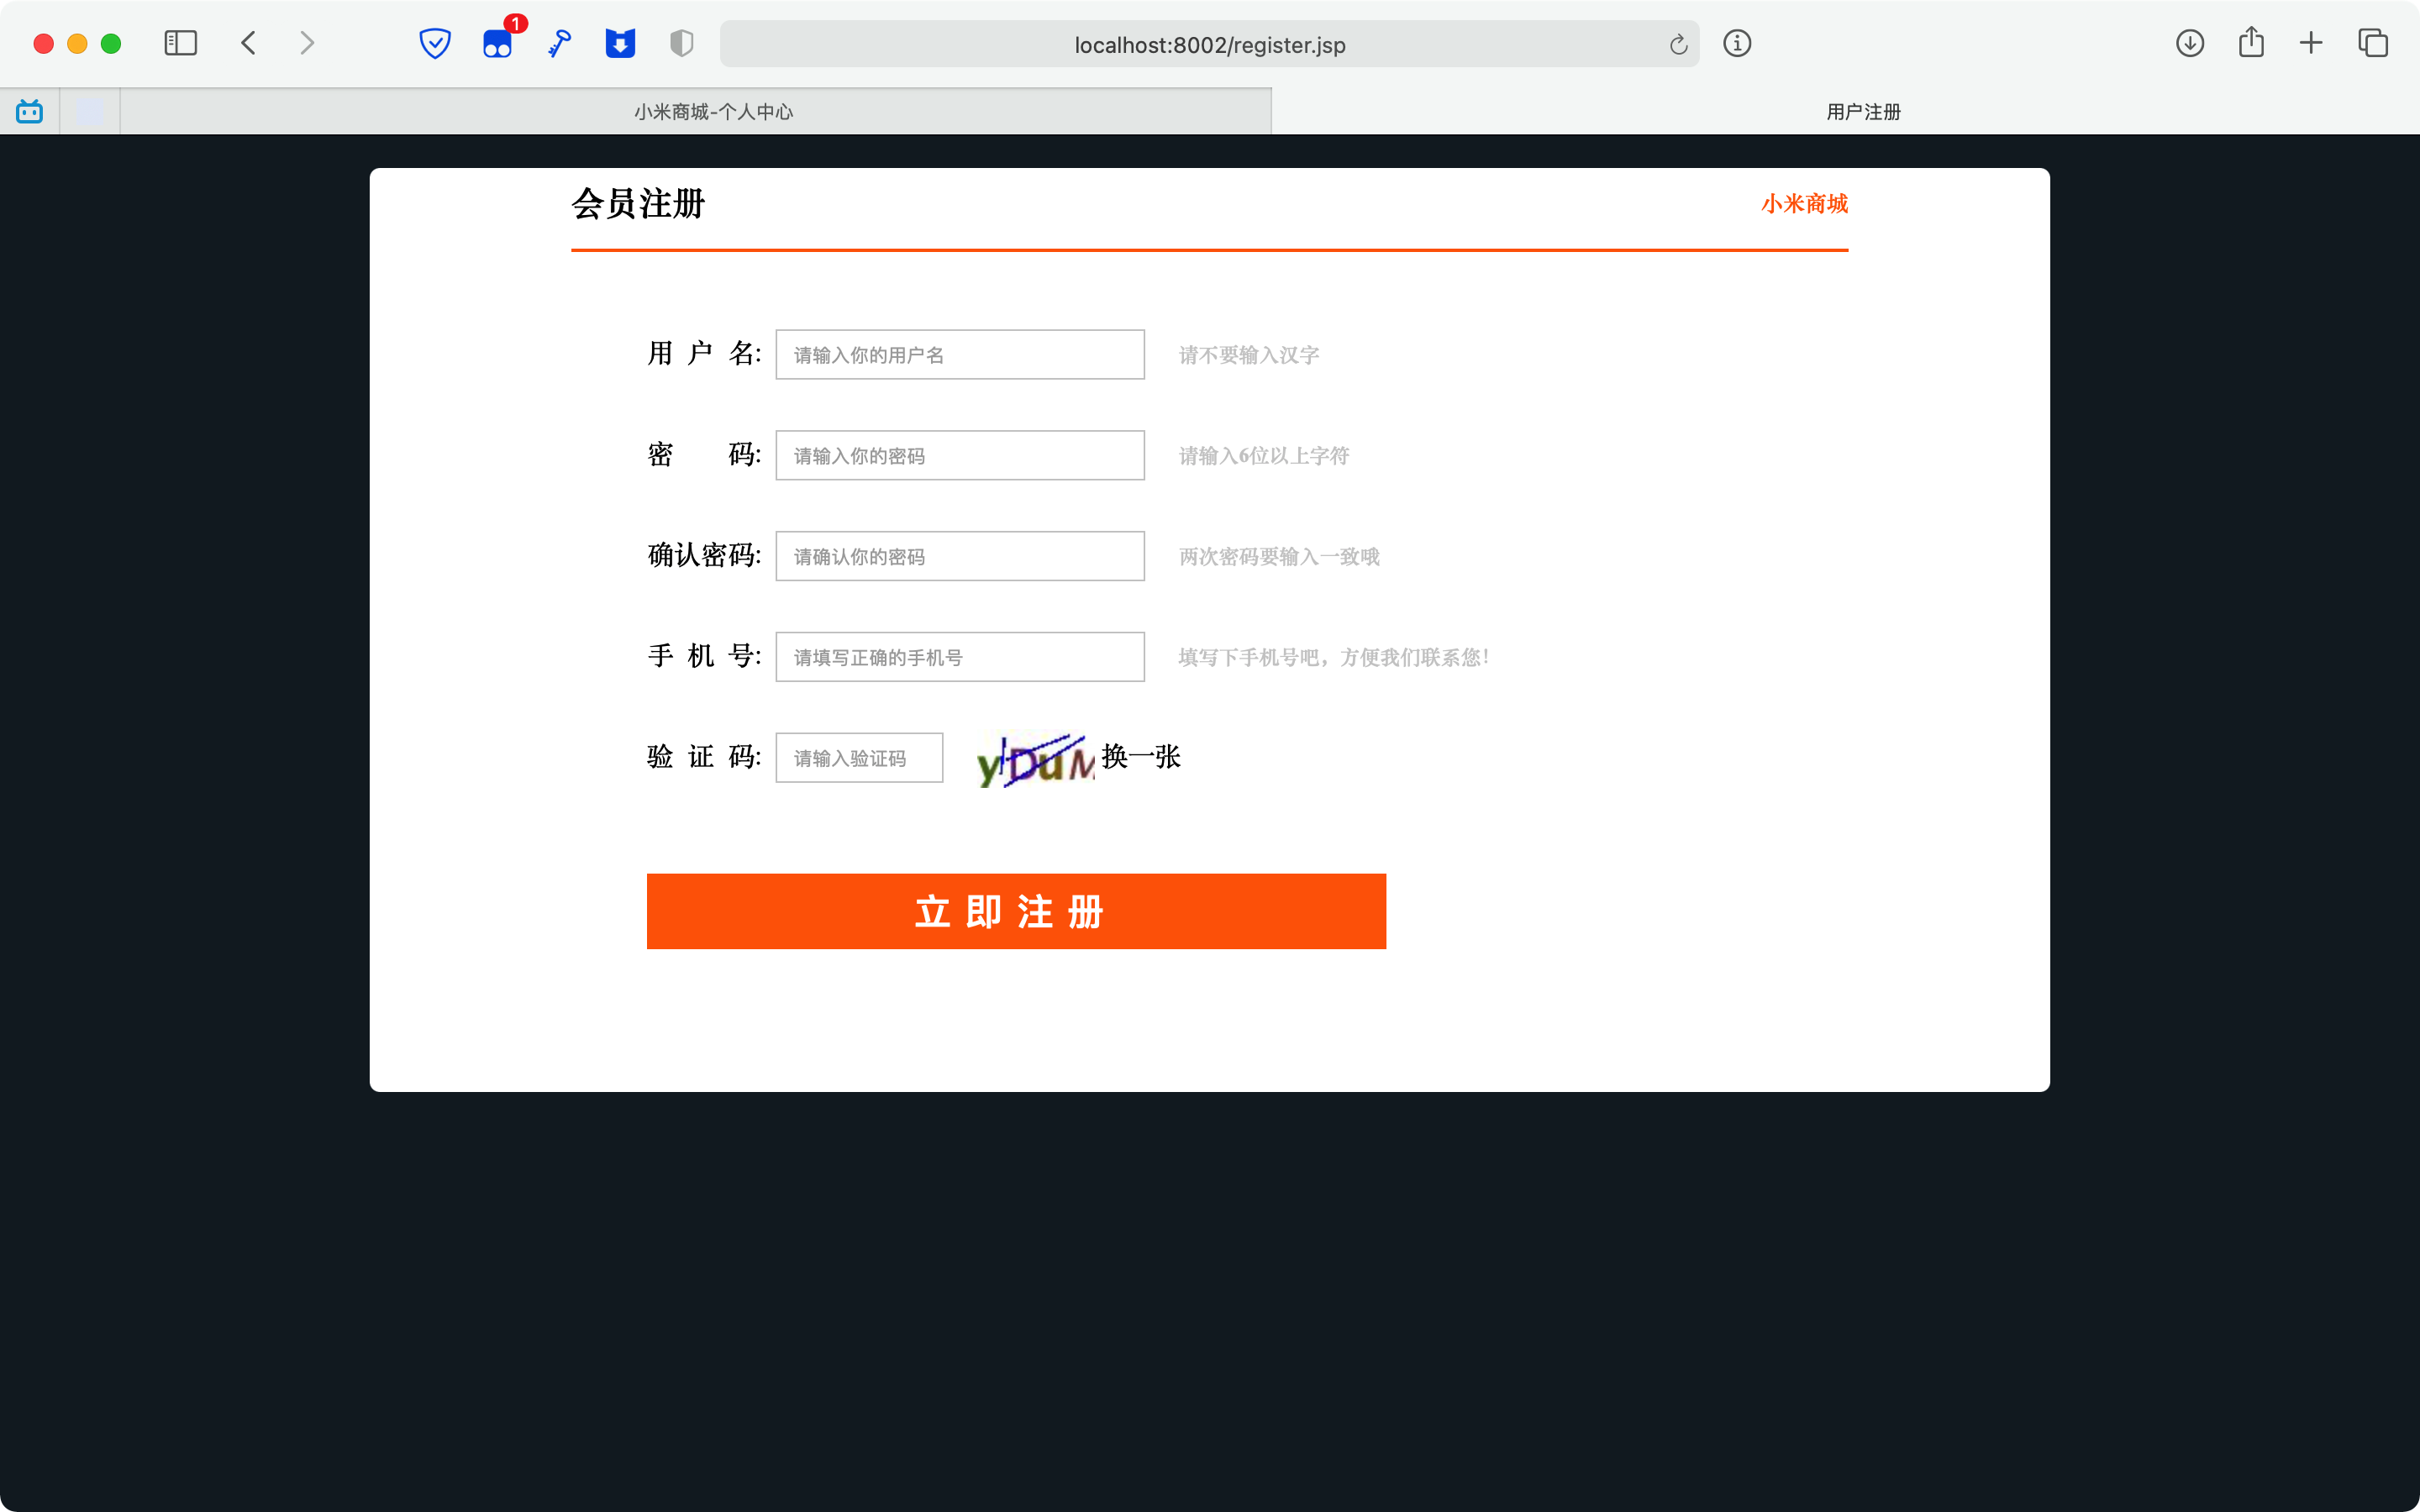 1
localhost:8002/register.jsp
小米商城-个人中心
用户注册
会员注册
小米商城
用 户 名: 请输入你的用户名 请不要输入汉字
密 码: 请输入你的密码 请输入6位以上字符
确认密码: 请确认你的密码 两次密码要输入一致哦
手 机 号: 请填写正确的手机号 填写下手机号吧，方便我们联系您！
验 证 码: 请输入验证码 yDuM 换一张
立 即 注 册